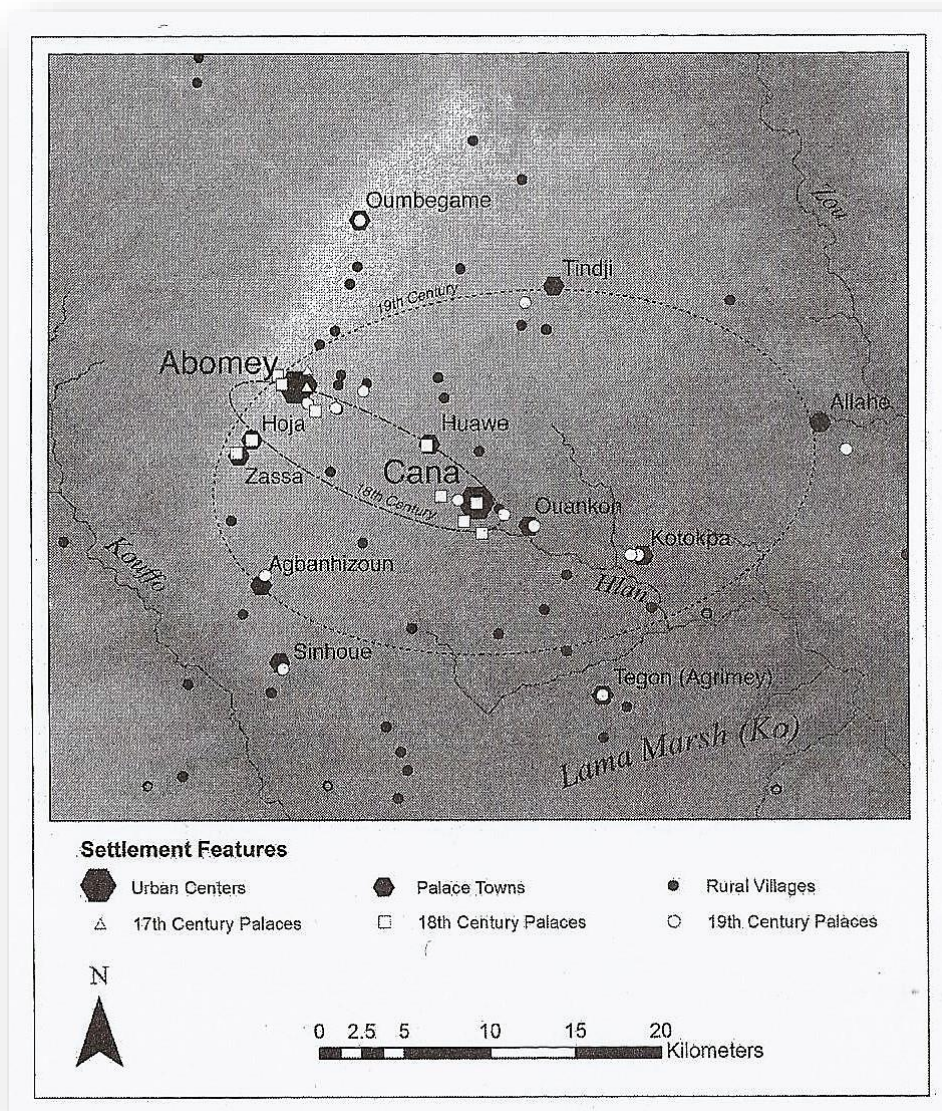 Oumbegame
Zou
Tindji
19th Century
Abomey
Allahe
Hoja
Huawe
Zassa
Cana
18th Century
Ouankon
Kotokpa
Kouffo
Agbanhizoun
Hlan
Sinhoue
Tegon (Agrimey)
Lama Marsh (Ko)
Settlement Features
Urban Centers Palace Towns Rural Villages
17th Century Palaces 18th Century Palaces 19th Century Palaces
N
0 2.5 5 10 15 20
Kilometers